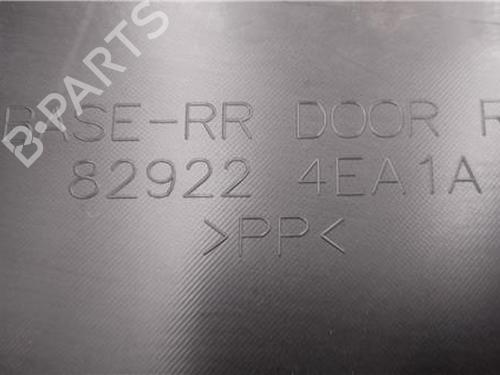 B-PARTS
BASE-RR DOOR R
82922 4EA1A
>PP<